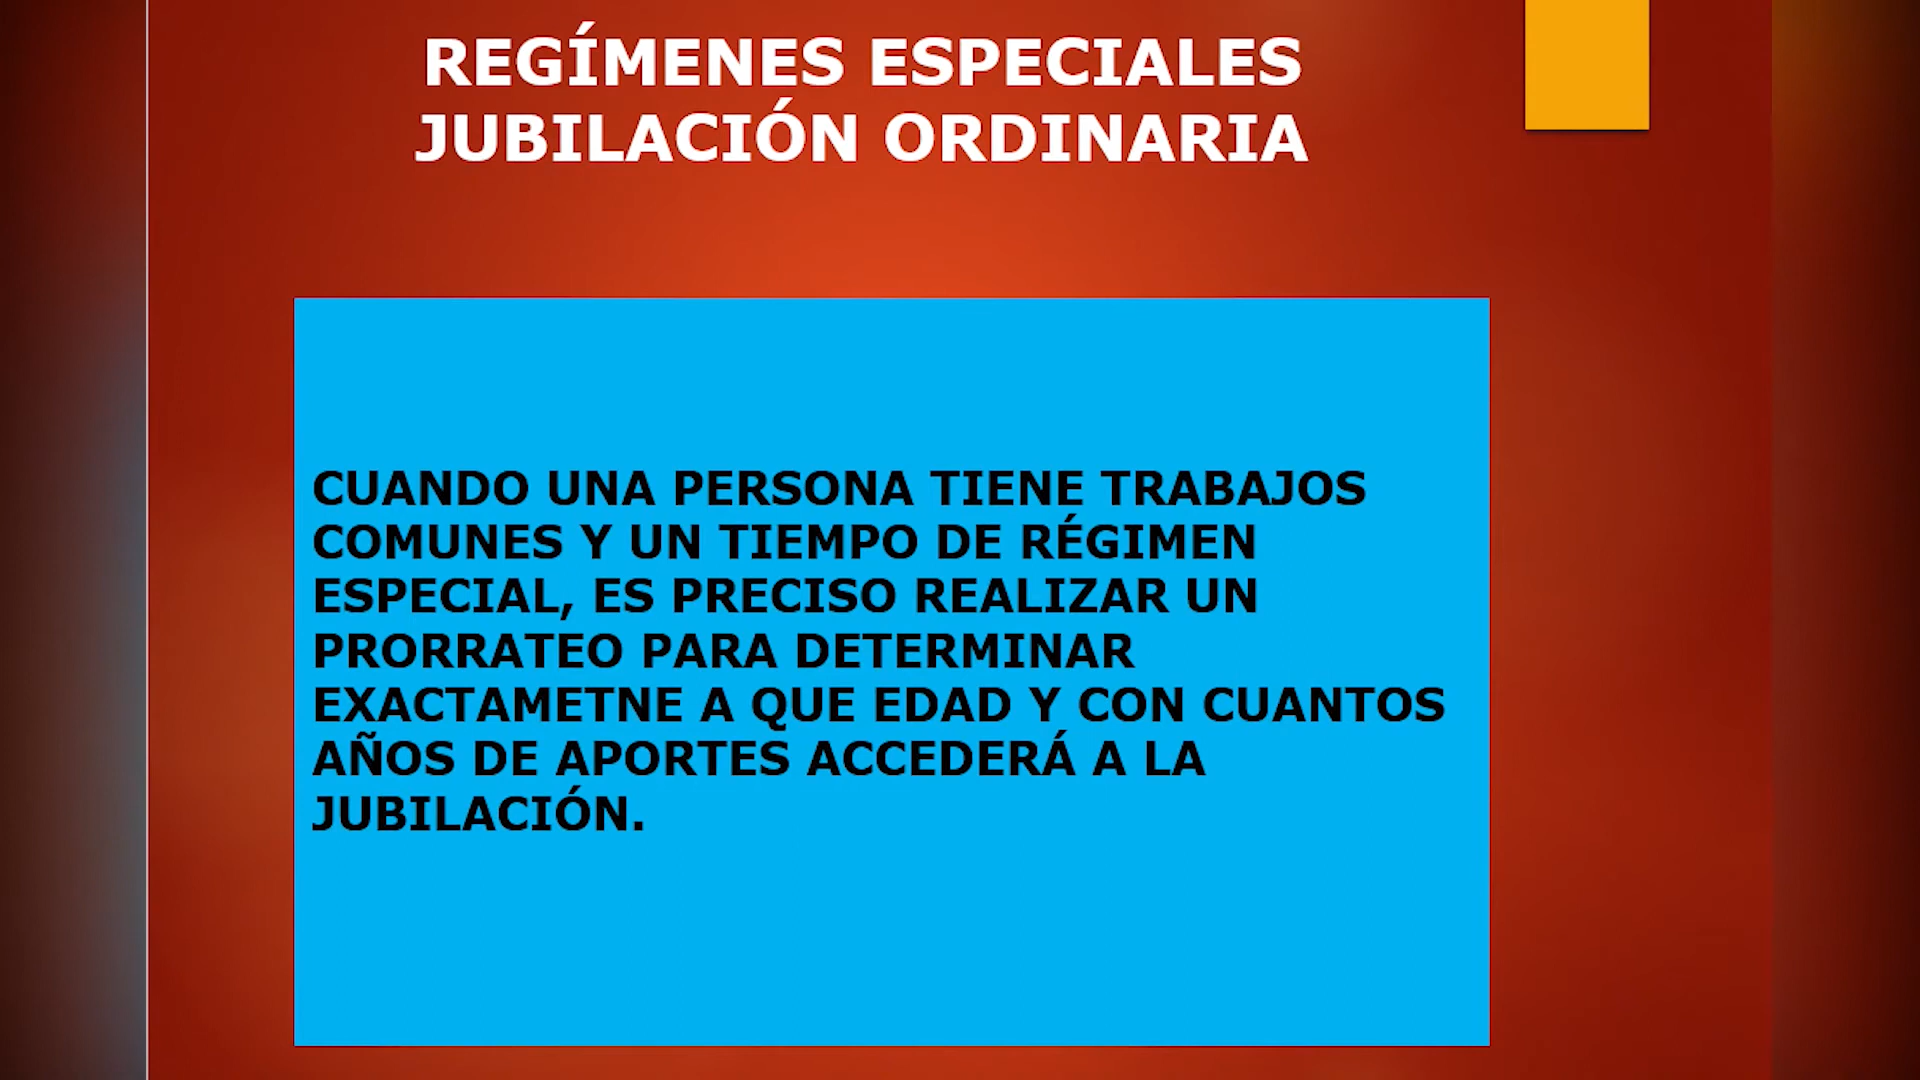 REGÍMENES ESPECIALES
JUBILACIÓN ORDINARIA
CUANDO UNA PERSONA TIENE TRABAJOS
COMUNES Y UN TIEMPO DE RÉGIMEN
ESPECIAL, ES PRECISO REALIZAR UN
PRORRATEO PARA DETERMINAR
EXACTAMETNE A QUE EDAD Y CON CUANTOS
AÑOS DE APORTES ACCEDERÁ A LA
JUBILACIÓN.